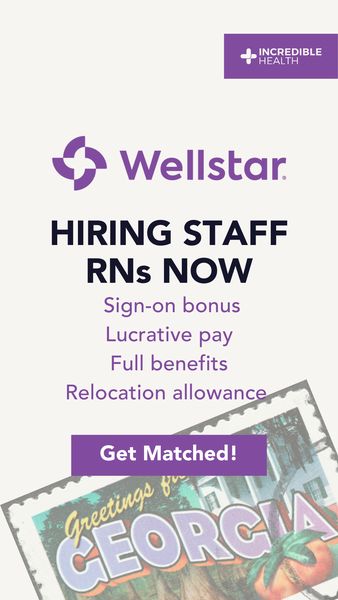 INCREDIBLE
HEALTH
Wellstar®
HIRING STAFF
RNs NOW
Sign-on bonus
Lucrative pay
Full benefits
Relocation allowance
Get Matched!
Greetings
GEORGIA